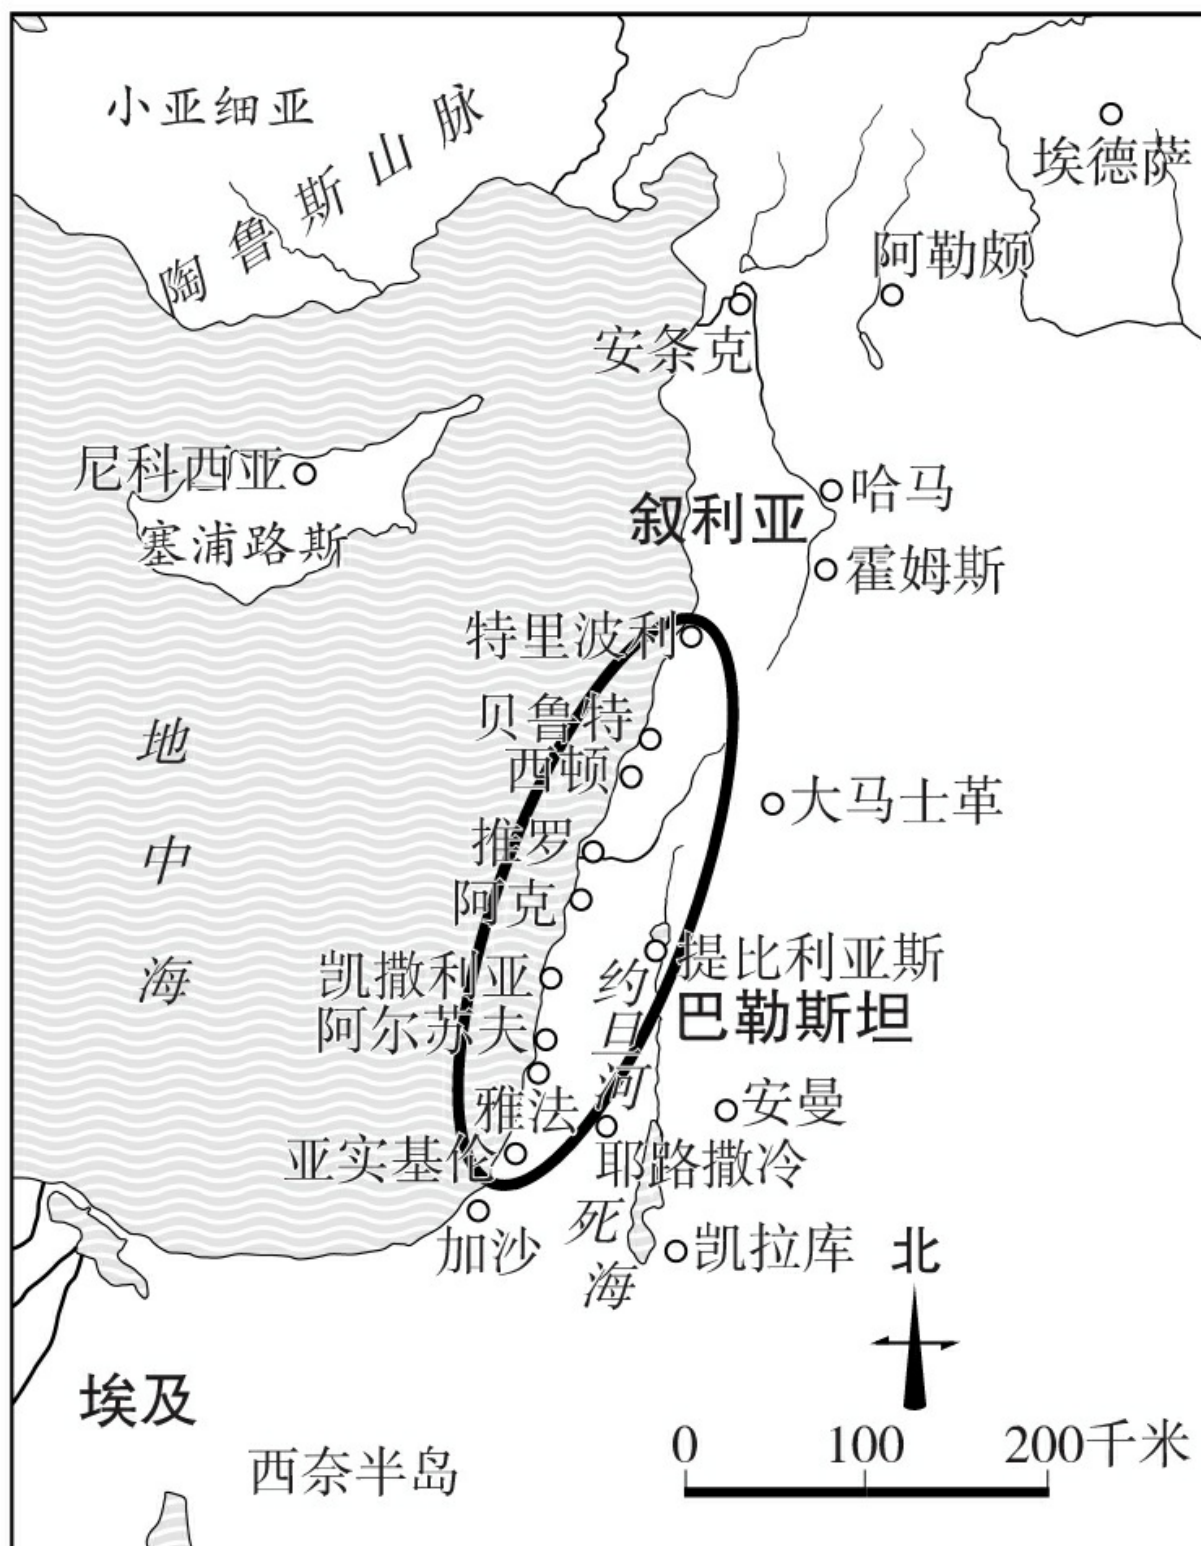 小亚细亚
陶鲁斯山脉
埃德萨
阿勒颇
安条克
尼科西亚
塞浦路斯
哈马
叙利亚
霍姆斯
特里波利
贝鲁特
西顿
大马士革
推罗
阿克
提比利亚斯
凯撒利亚
约旦河
巴勒斯坦
阿尔苏夫
雅法
安曼
亚实基伦
耶路撒冷
地中海
死海
加沙
凯拉库
北
埃及
西奈半岛
0 100 200千米